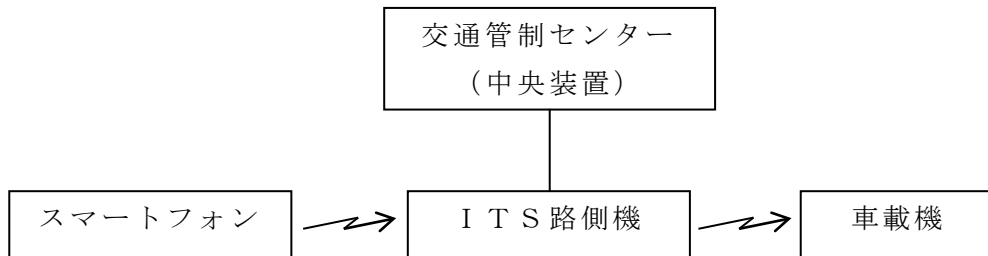 交通管制センター
（中央装置）
スマートフォン
ＩＴＳ路側機
車載機